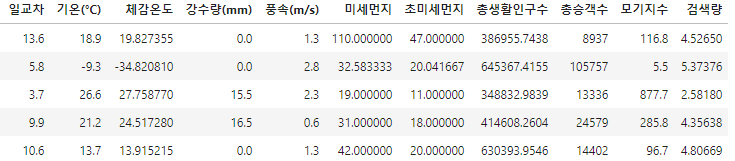 일교차 기온(°C) 체감온도 강수량(mm) 풍속(m/s) 미세먼지 초미세먼지 총생활인구수 총승객수 모기지수 검색량
13.6 18.9 19.827355 0.0 1.3 110.000000 47.000000 386955.7438 8937 116.8 4.52650
5.8 -9.3 -34.820810 0.0 2.8 32.583333 20.041667 645367.4155 105757 5.5 5.37376
3.7 26.6 27.758770 15.5 2.3 19.000000 11.000000 348832.9839 13336 877.7 2.58180
9.9 21.2 24.517280 16.5 0.6 31.000000 18.000000 414608.2604 24579 285.8 4.35638
10.6 13.7 13.915215 0.0 1.3 42.000000 20.000000 630393.9546 14402 96.7 4.80669